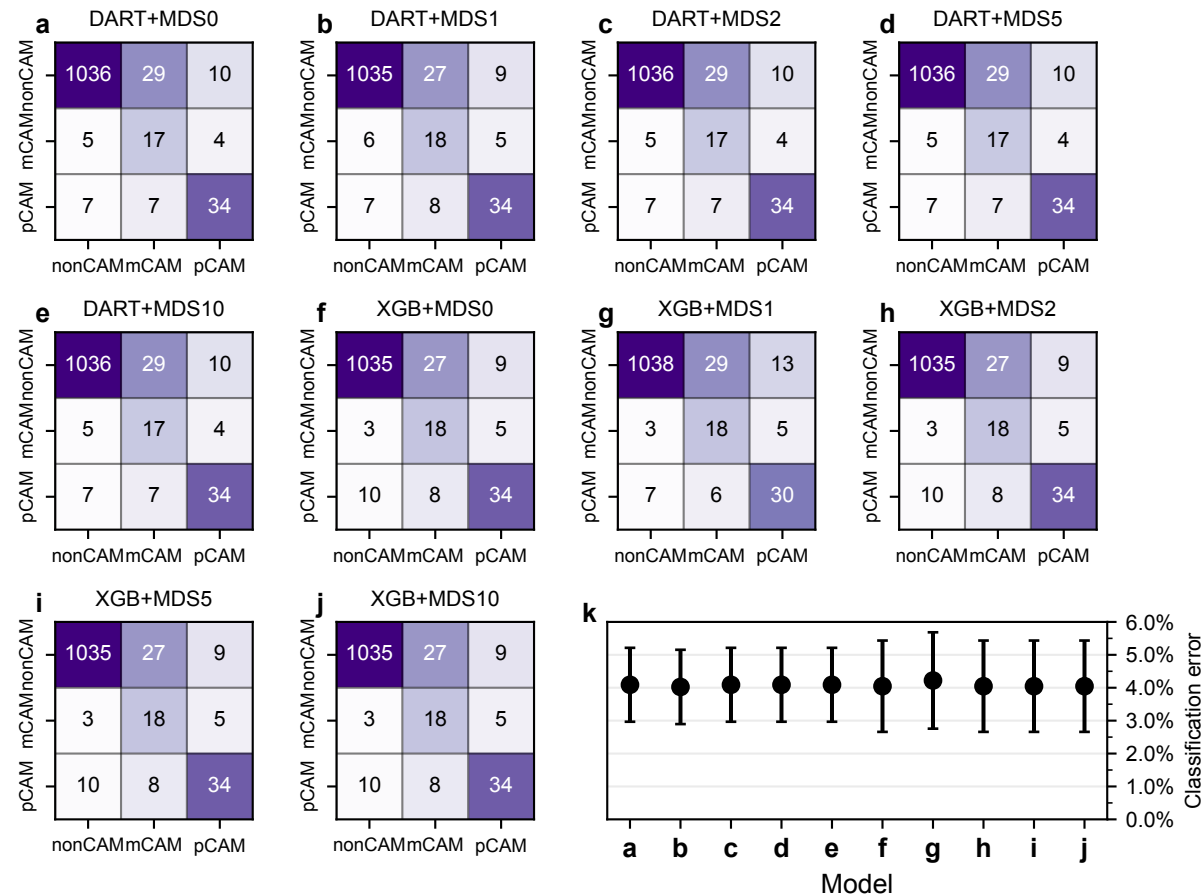 a DART+MDS0
nonCAM 1036 29 10
mCAM 5 17 4
pCAM 7 7 34
nonCAM mCAM pCAM
b DART+MDS1
nonCAM 1035 27 9
mCAM 6 18 5
pCAM 7 8 34
nonCAM mCAM pCAM
c DART+MDS2
nonCAM 1036 29 10
mCAM 5 17 4
pCAM 7 7 34
nonCAM mCAM pCAM
d DART+MDS5
nonCAM 1036 29 10
mCAM 5 17 4
pCAM 7 7 34
nonCAM mCAM pCAM
e DART+MDS10
nonCAM 1036 29 10
mCAM 5 17 4
pCAM 7 7 34
nonCAM mCAM pCAM
f XGB+MDS0
nonCAM 1035 27 9
mCAM 3 18 5
pCAM 10 8 34
nonCAM mCAM pCAM
g XGB+MDS1
nonCAM 1038 29 13
mCAM 3 18 5
pCAM 7 6 30
nonCAM mCAM pCAM
h XGB+MDS2
nonCAM 1035 27 9
mCAM 3 18 5
pCAM 10 8 34
nonCAM mCAM pCAM
i XGB+MDS5
nonCAM 1035 27 9
mCAM 3 18 5
pCAM 10 8 34
nonCAM mCAM pCAM
j XGB+MDS10
nonCAM 1035 27 9
mCAM 3 18 5
pCAM 10 8 34
nonCAM mCAM pCAM
k
6.0%
5.0%
4.0%
3.0%
2.0%
1.0%
0.0%
Classification error
a b c d e f g h i j
Model